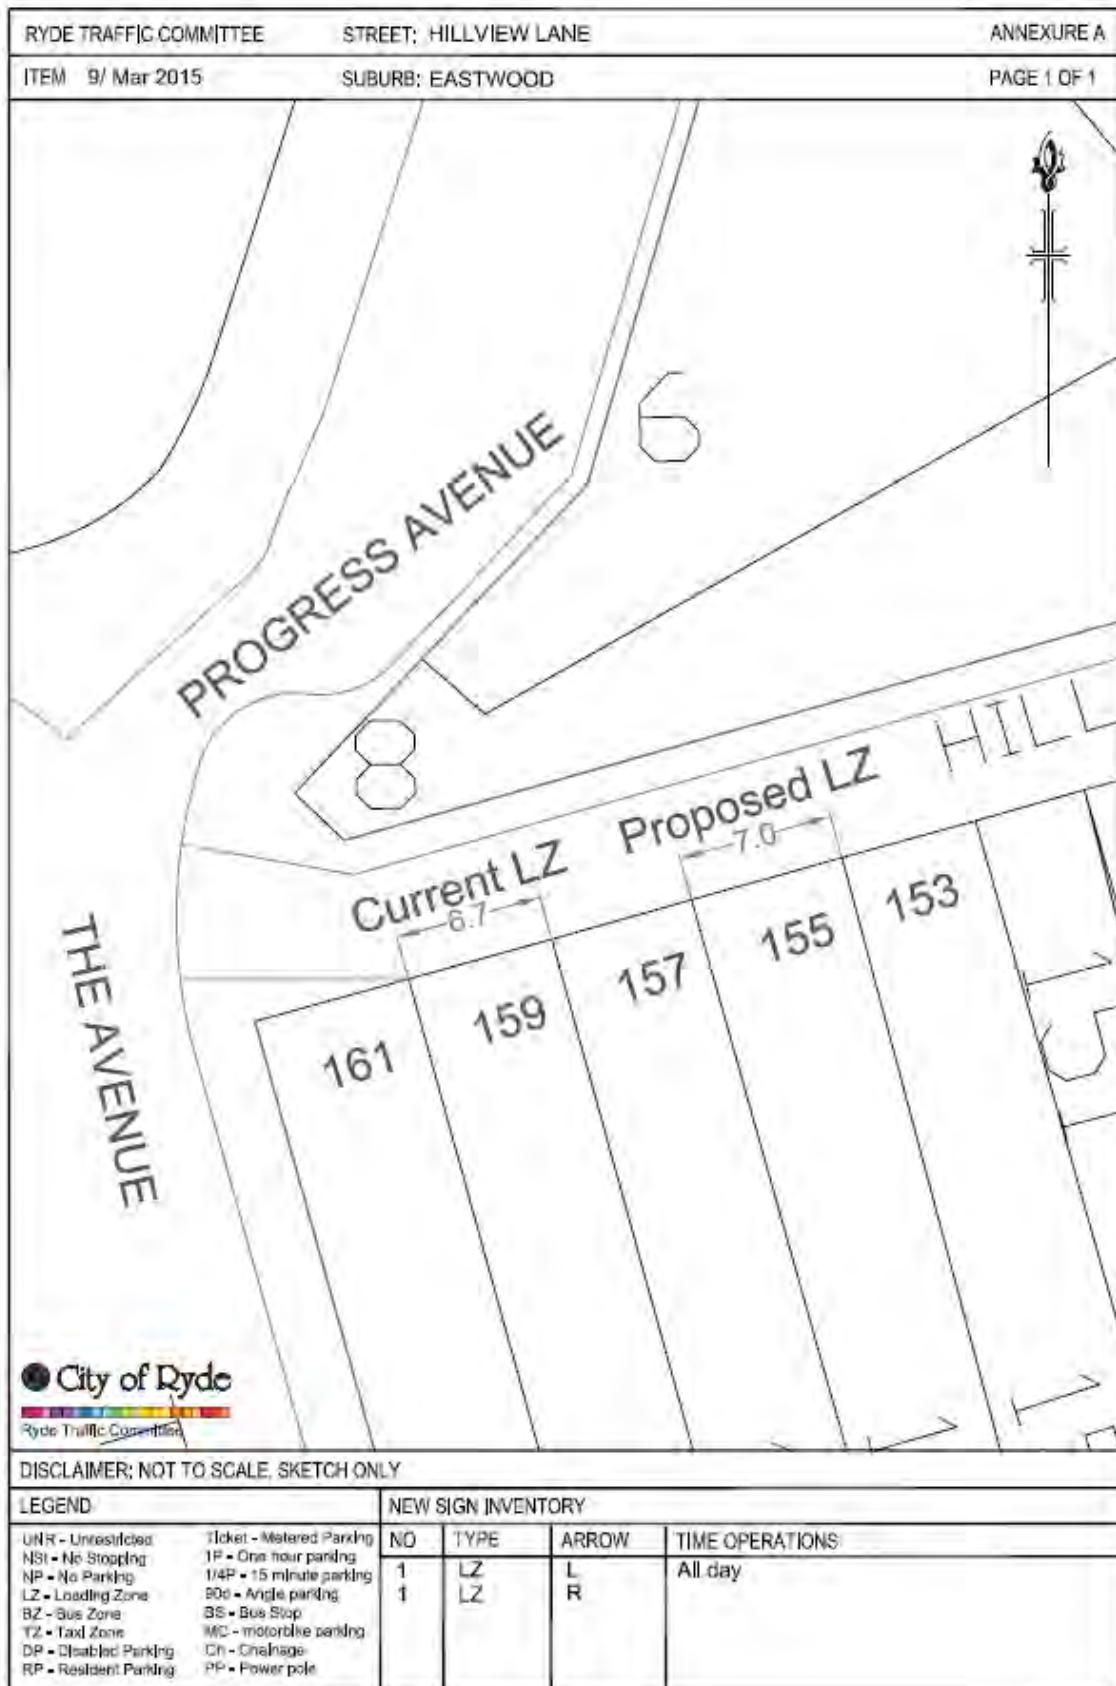 RYDE TRAFFIC COMMITTEE STREET: HILLVIEW LANE ANNEXURE A
ITEM 9/ Mar 2015 SUBURB: EASTWOOD PAGE 1 OF 1
6
PROGRESS AVENUE
8
HILL
Proposed LZ
7.0
Current LZ
6.7
THE AVENUE
153
155
157
159
161
City of Ryde
Ryde Traffic Committee
DISCLAIMER: NOT TO SCALE. SKETCH ONLY
LEGEND
UNR - Unrestricted
NSt - No Stopping
NP - No Parking
LZ - Loading Zone
BZ - Bus Zone
TZ - Taxi Zone
DP - Disabled Parking
RP - Resident Parking
Ticket - Metered Parking
1P - One hour parking
1/4P - 15 minute parking
90d - Angle parking
BS - Bus Stop
MC - motorbike parking
Ch - Chainage
PP - Power pole
NEW SIGN INVENTORY
NO TYPE ARROW TIME OPERATIONS
1 LZ L All day
1 LZ R